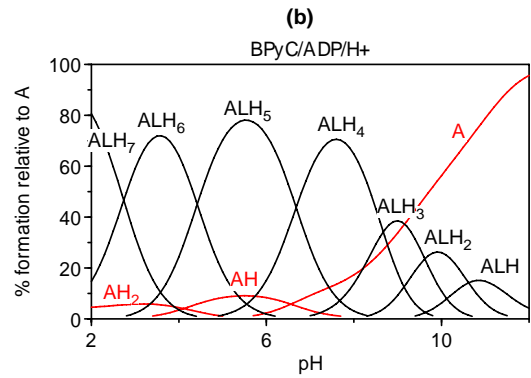 (b)
BPyC/ADP/H+
% formation relative to A
100
80
60
40
20
0
2
6
10
pH
ALH7
ALH6
ALH5
ALH4
A
ALH3
ALH2
ALH
AH2
AH